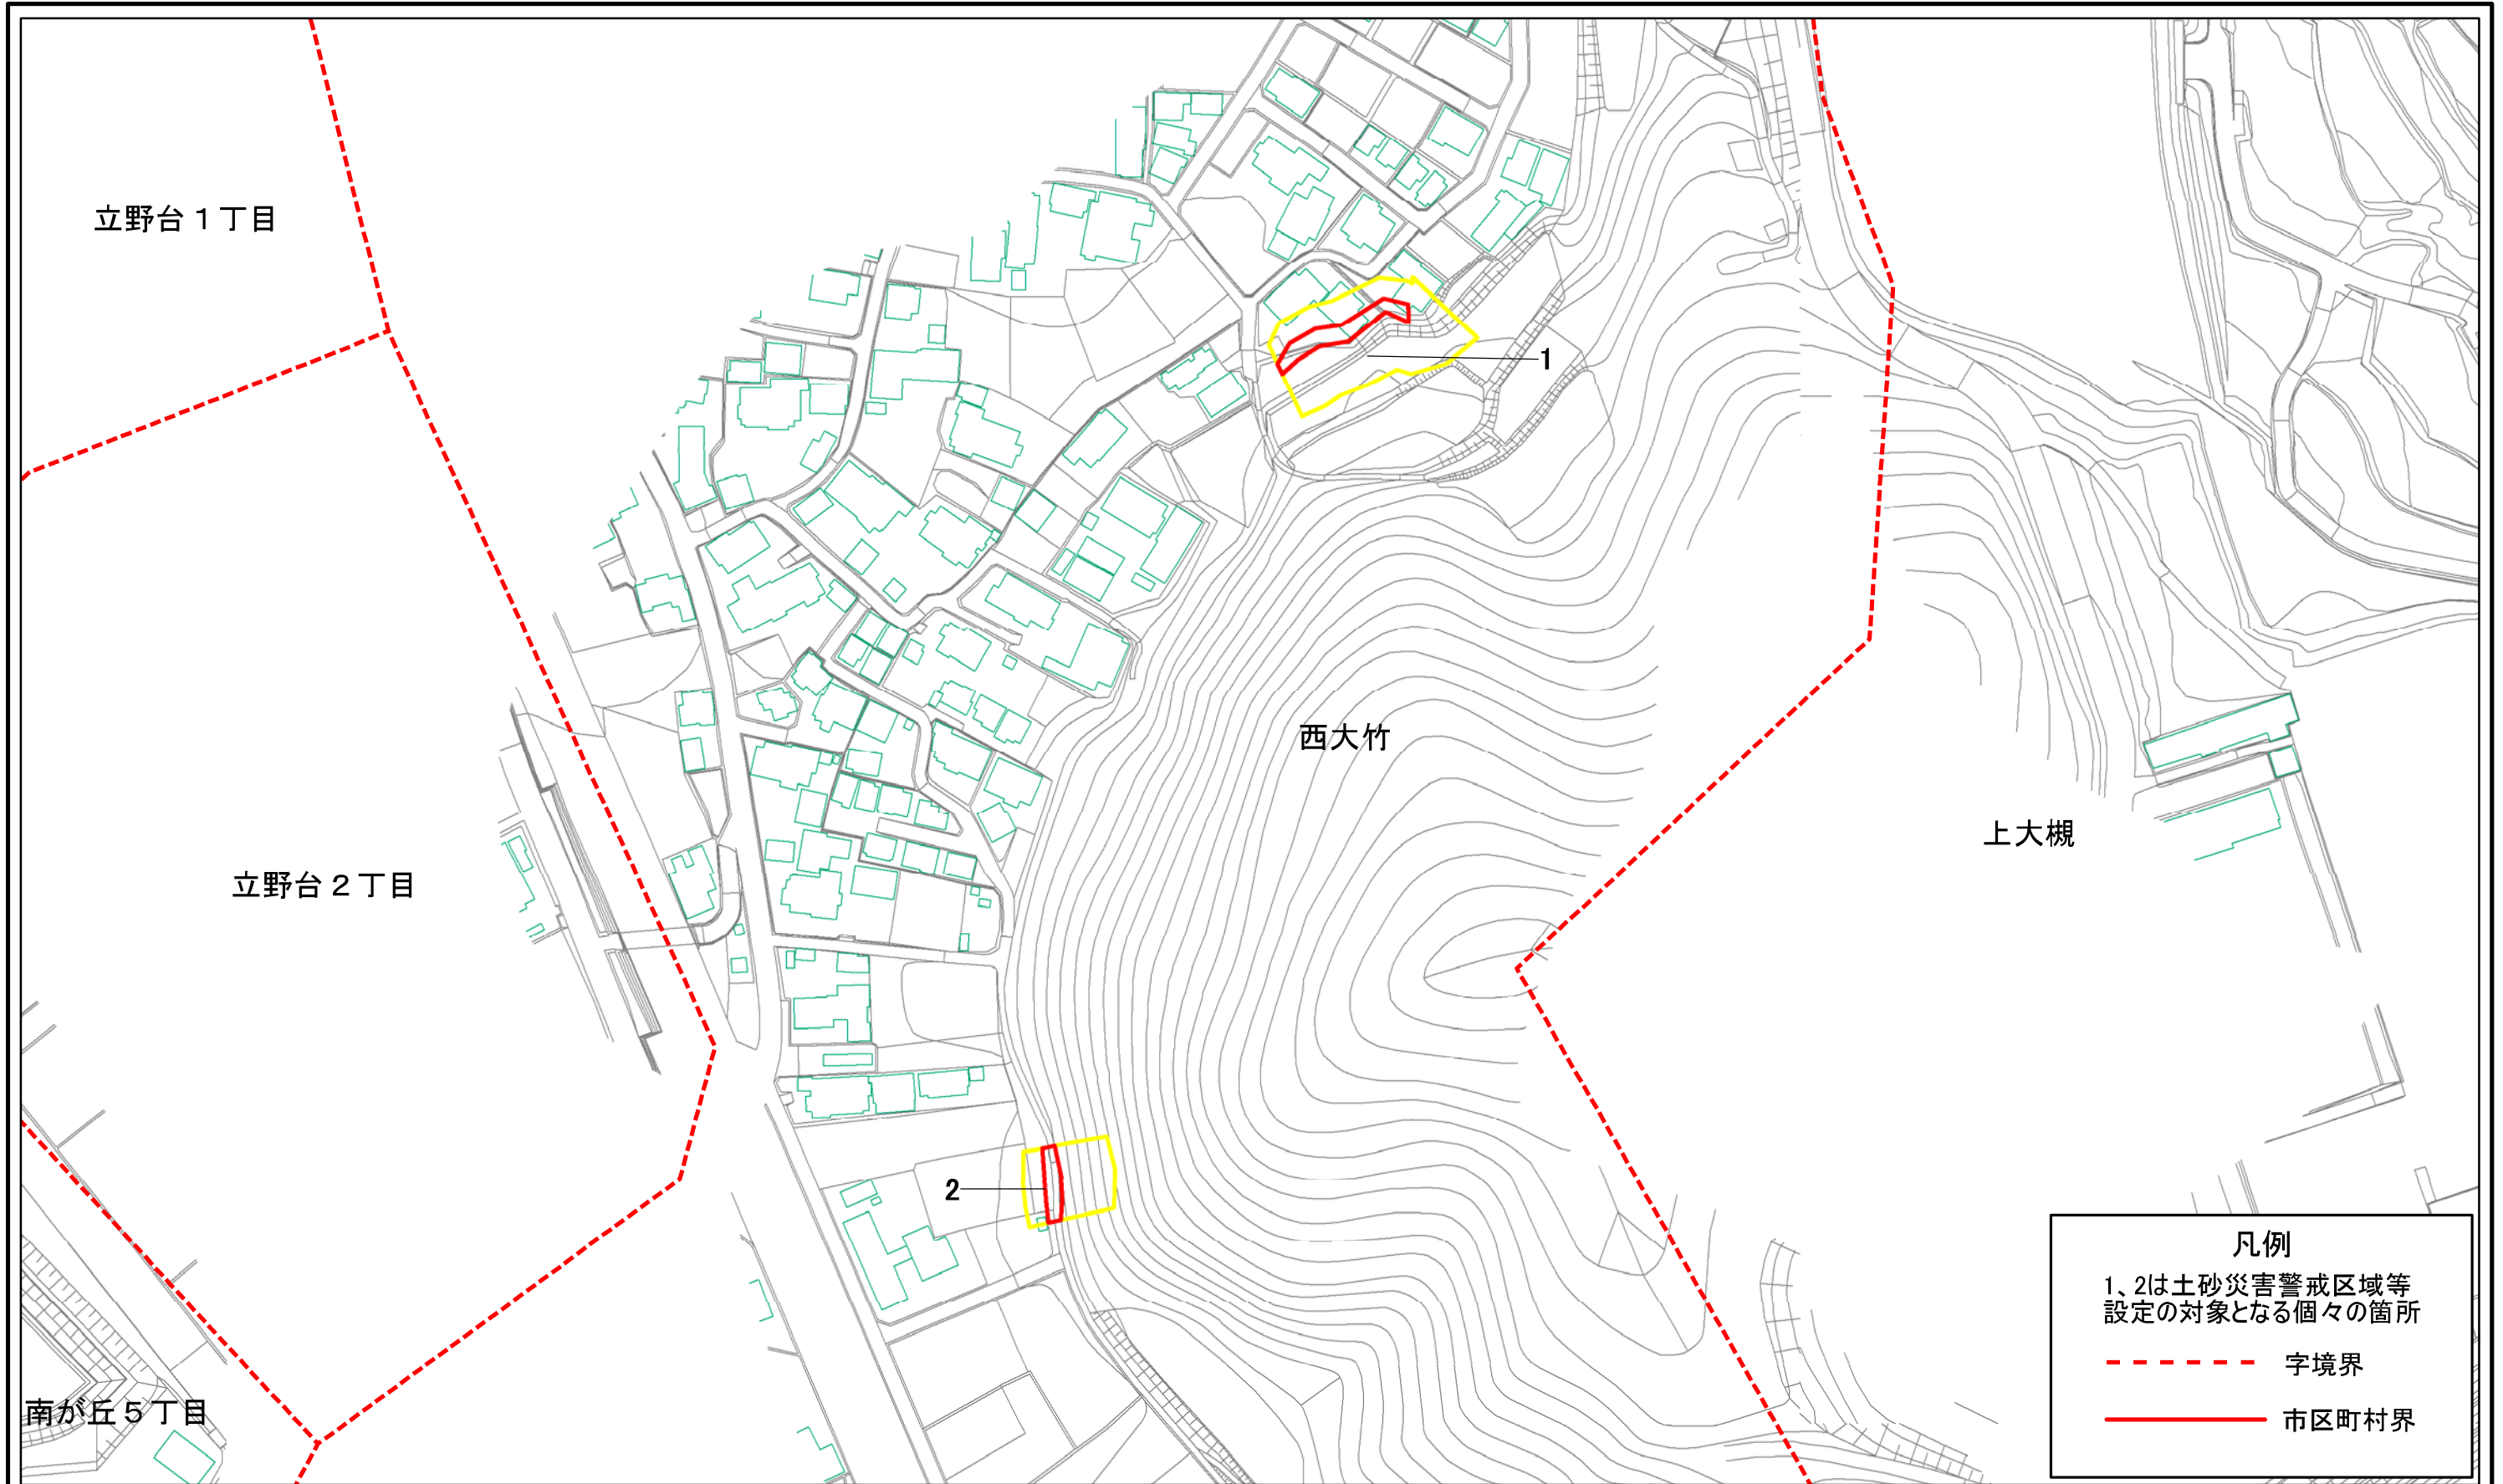 立野台１丁目
1
西大竹
上大槻
立野台２丁目
2
南が丘５丁目
凡例
1、2は土砂災害警戒区域等
設定の対象となる個々の箇所
字境界
市区町村界